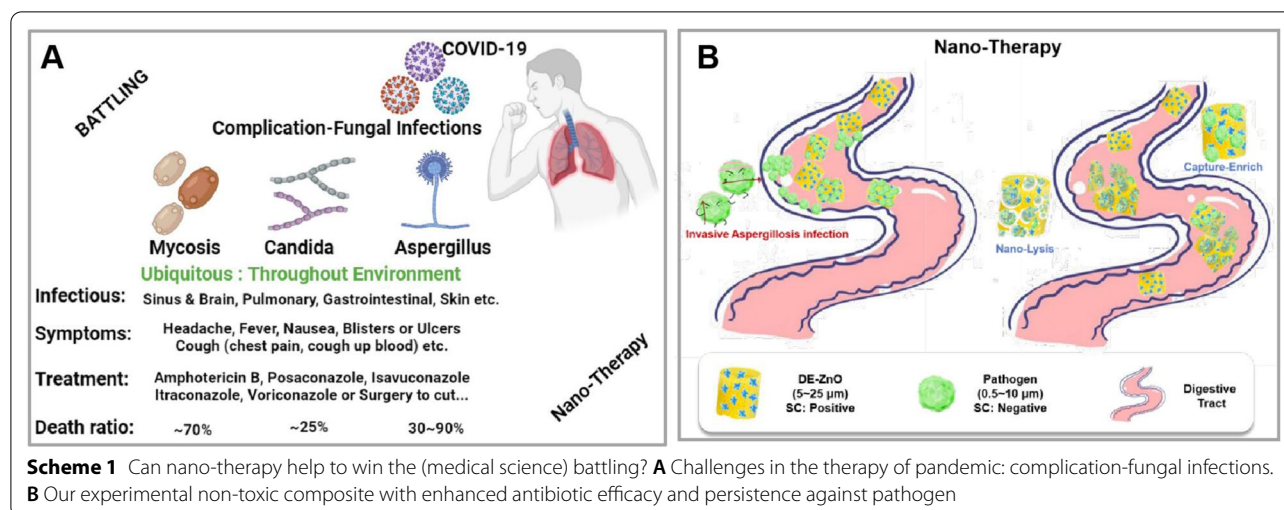 A
BATTLING
COVID-19
Complication-Fungal Infections
Mycosis
Candida
Aspergillus
Ubiquitous : Throughout Environment
Infectious:
Sinus & Brain, Pulmonary, Gastrointestinal, Skin etc.
Symptoms:
Headache, Fever, Nausea, Blisters or Ulcers
Cough (chest pain, cough up blood) etc.
Treatment:
Amphotericin B, Posaconazole, Isavuconazole
Itraconazole, Voriconazole or Surgery to cut...
Death ratio:
~70%
~25%
30~90%
Nano-Therapy
B
Nano-Therapy
Capture-Enrich
Invasive Aspergillosis infection
Nano-Lysis
DE-ZnO
(5~25 μm)
SC: Positive
Pathogen
(0.5~10 μm)
SC: Negative
Digestive
Tract
Scheme 1 Can nano-therapy help to win the (medical science) battling? A Challenges in the therapy of pandemic: complication-fungal infections.
B Our experimental non-toxic composite with enhanced antibiotic efficacy and persistence against pathogen